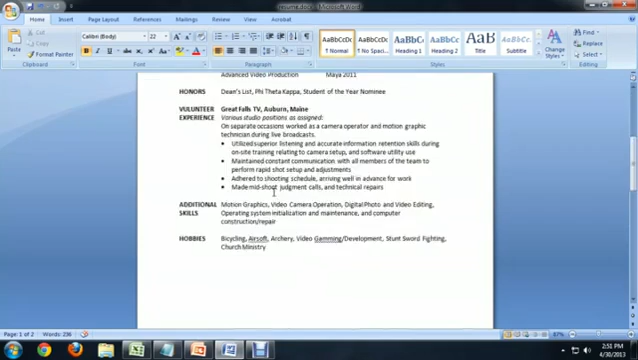 resume.docx - Microsoft Word
Home Insert Page Layout References Mailings Review View Acrobat
Calibri (Body) 22
Paste Cut Copy Format Painter
AaBbCcDc AaBbCcDc AaBbC AaBbCc AaB AaBbCc
¶ Normal ¶ No Spaci... Heading 1 Heading 2 Title Subtitle Change Styles
Find Replace Select
Clipboard Font Paragraph Styles Editing
Advanced Video Production Maya 2011
HONORS Dean's List, Phi Theta Kappa, Student of the Year Nominee
VULUNTEER Great Falls TV, Auburn, Maine
EXPERIENCE Various studio positions as assigned:
On separate occasions worked as a camera operator and motion graphic
technician during live broadcasts.
• Utilized superior listening and accurate information retention skills during
on-site training relating to camera setup, and software utility use
• Maintained constant communication with all members of the team to
perform rapid shot setup and adjustments
• Adhered to shooting schedule, arriving well in advance for work
• Made mid-shoot judgment calls, and technical repairs
ADDITIONAL Motion Graphics, Video Camera Operation, Digital Photo and Video Editing,
SKILLS Operating system initialization and maintenance, and computer
construction/repair
HOBBIES Bicycling, Airsoft, Archery, Video Gamming/Development, Stunt Sword Fighting,
Church Ministry
Page: 1 of 2 Words: 236 87%
2:51 PM
4/30/2013